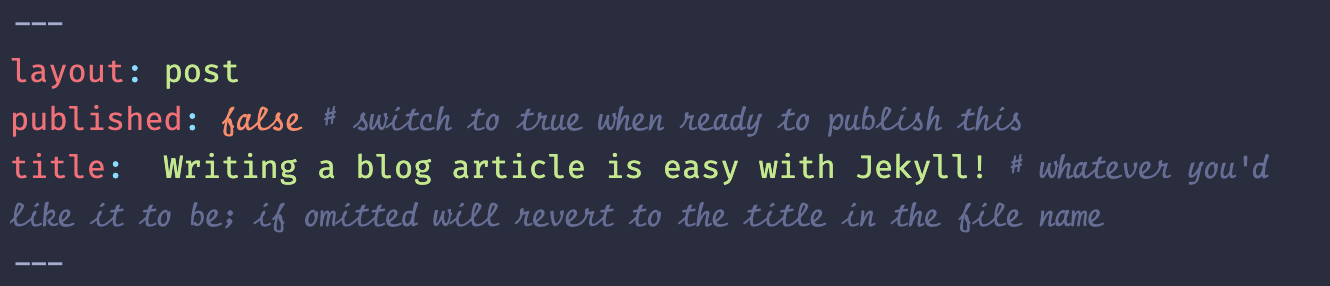 ---
layout: post
published: false # switch to true when ready to publish this
title:  Writing a blog article is easy with Jekyll! # whatever you'd
like it to be; if omitted will revert to the title in the file name
---